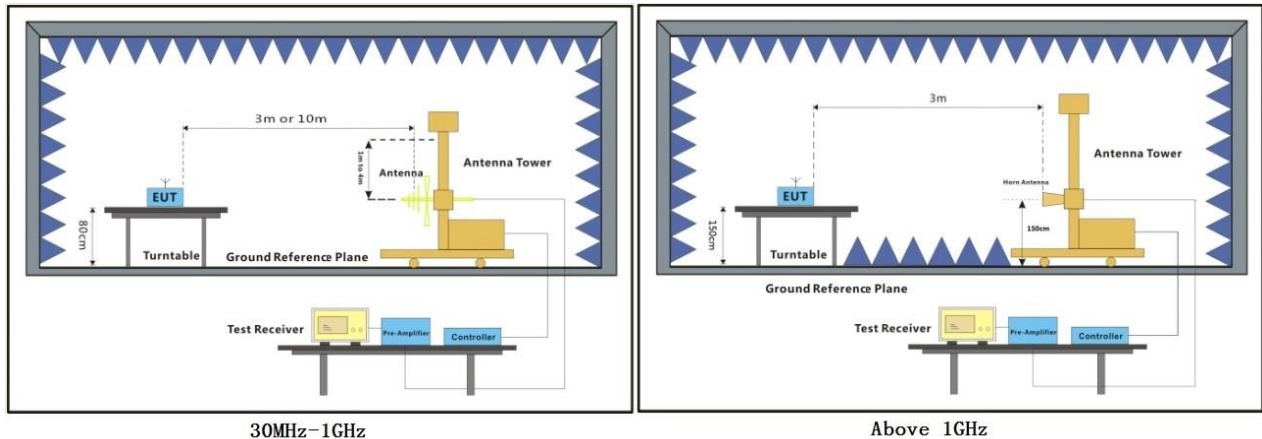 3m or 10m
1m to 4m
Antenna
Antenna Tower
EUT
80cm
Turntable
Ground Reference Plane
Test Receiver
Pre-Amplifier
Controller
30MHz-1GHz
3m
Antenna Tower
Horn Antenna
EUT
150cm
150cm
Turntable
Ground Reference Plane
Test Receiver
Pre-Amplifier
Controller
Above 1GHz